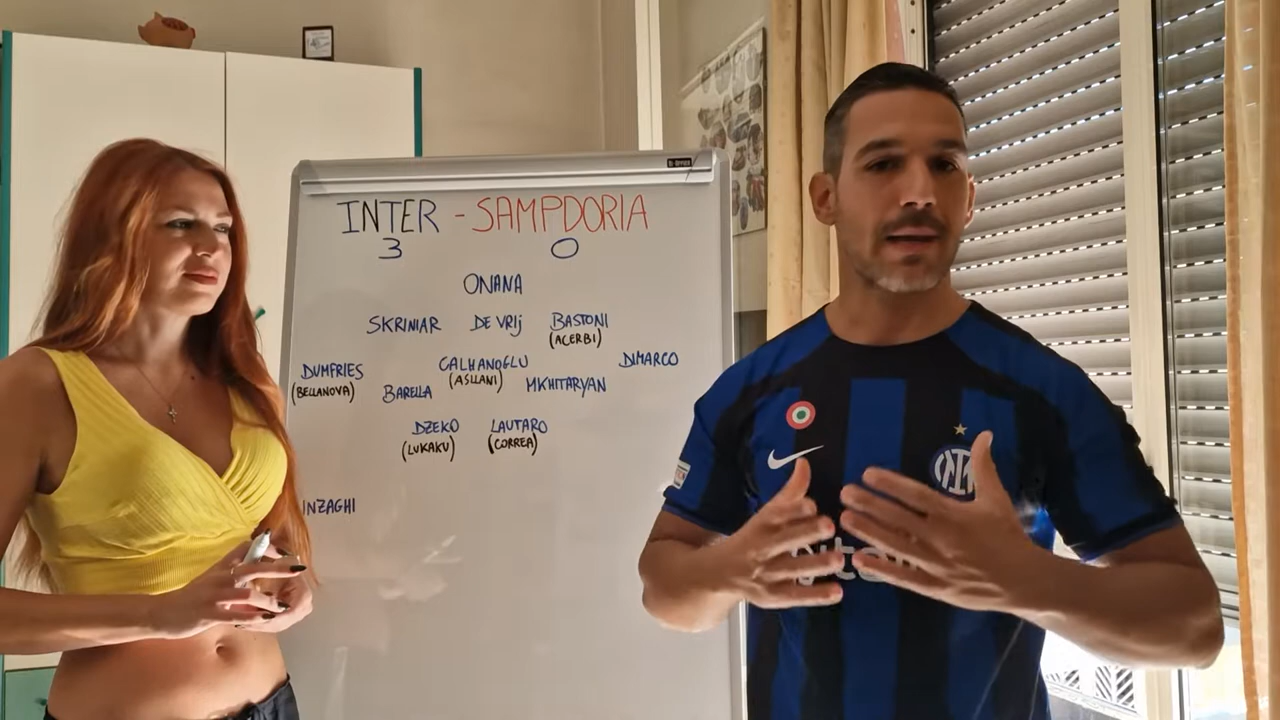 INTER - SAMPDORIA
3 0
ONANA
SKRINIAR DE VRIJ BASTONI
(ACERBI)
DUMFRIES CALHANOGLU DIMARCO
(BELLANOVA) BARELLA (ASLLANI) MKHITARYAN
DZEKO LAUTARO
(LUKAKU) (CORREA)
INZAGHI